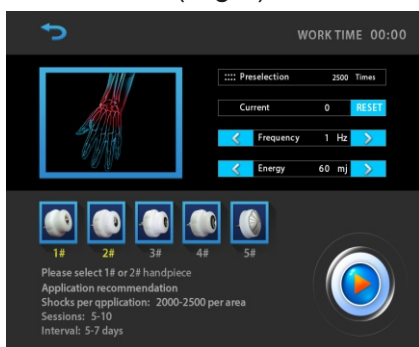 WORK TIME 00:00
:::: Preselection 2500 Times
Current 0 RESET
Frequency 1 Hz
Energy 60 mj
1# 2# 3# 4# 5#
Please select 1# or 2# handpiece
Application recommendation
Shocks per qpplication: 2000-2500 per area
Sessions: 5-10
Interval: 5-7 days